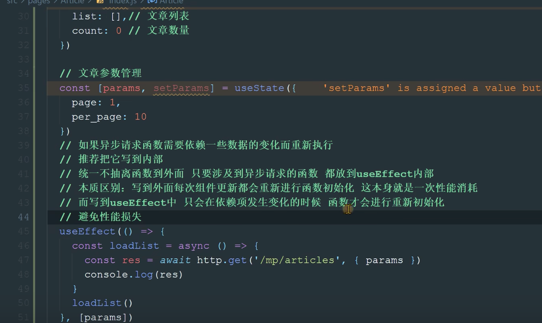 src > pages > Article > index.js > Article
30 list: [],// 文章列表
31 count: 0 // 文章数量
32 })
33
34 // 文章参数管理
35 const [params, setParams] = useState({ 'setParams' is assigned a value but
36 page: 1,
37 per_page: 10
38 })
39 // 如果异步请求函数需要依赖一些数据的变化而重新执行
40 // 推荐把它写到内部
41 // 统一不抽离函数到外面 只要涉及到异步请求的函数 都放到useEffect内部
42 // 本质区别：写到外面每次组件更新都会重新进行函数初始化 这本身就是一次性能消耗
43 // 而写到useEffect中 只会在依赖项发生变化的时候 函数才会进行重新初始化
44 // 避免性能损失
45 useEffect(() => {
46 const loadList = async () => {
47 const res = await http.get('/mp/articles', { params })
48 console.log(res)
49 }
50 loadList()
51 }, [params])